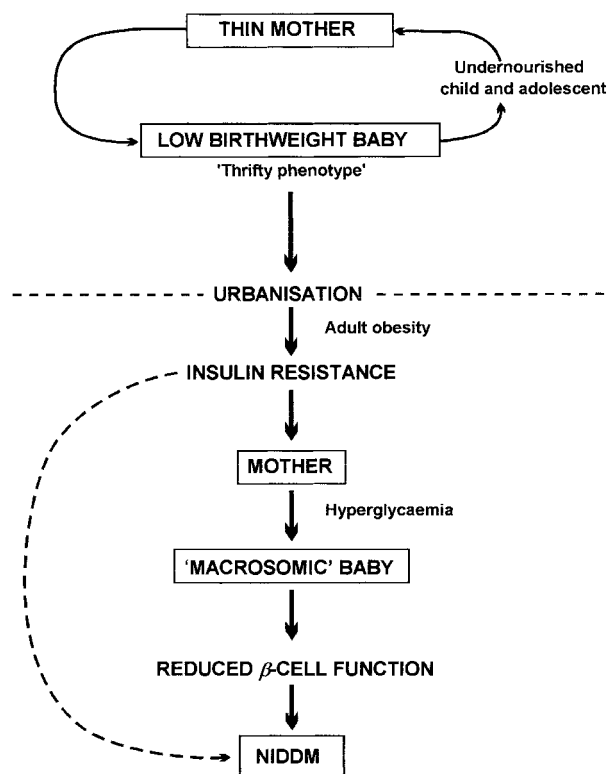 THIN MOTHER
Undernourished
child and adolescent
LOW BIRTHWEIGHT BABY
'Thrifty phenotype'
URBANISATION
Adult obesity
INSULIN RESISTANCE
MOTHER
Hyperglycaemia
'MACROSOMIC' BABY
REDUCED β-CELL FUNCTION
NIDDM